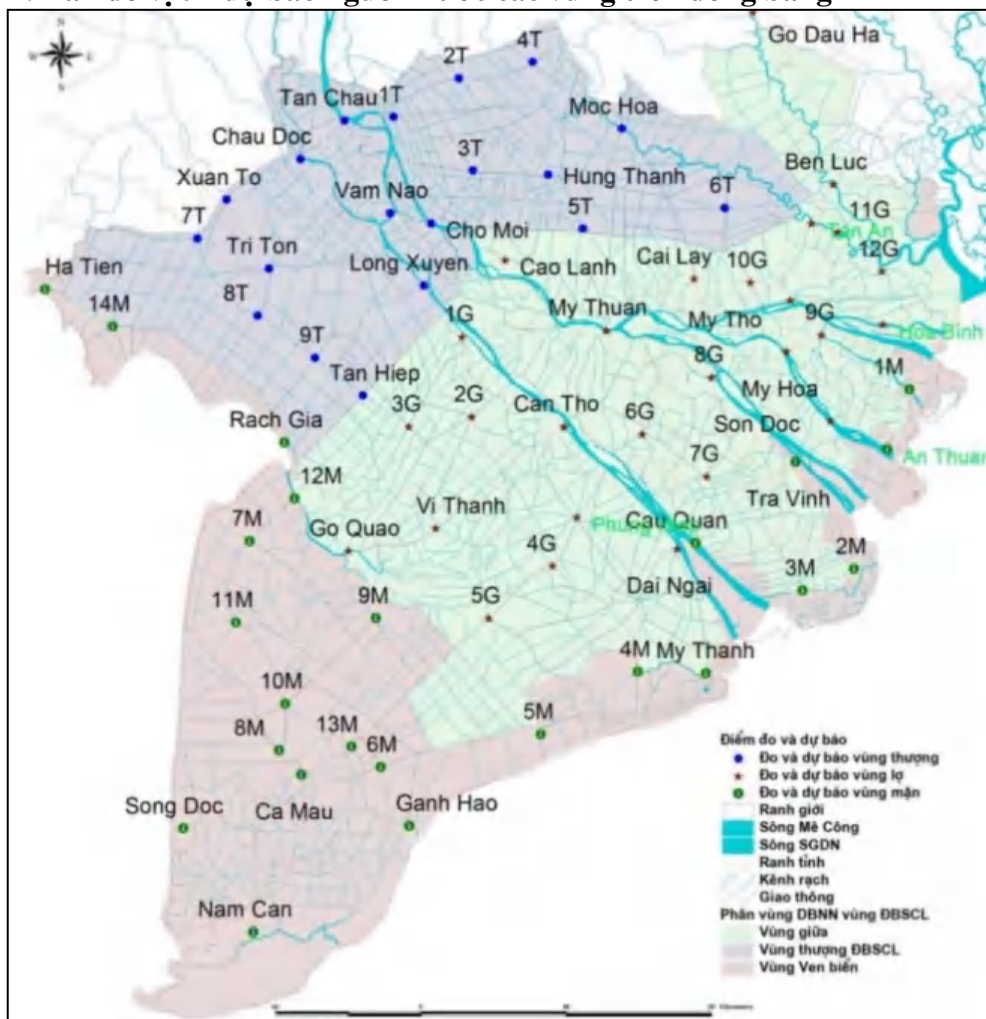 Go Dau Ha
4T
2T
Tan Chau
1T
Moc Hoa
Chau Doc
Ben Luc
3T
Xuan To
Hung Thanh
Vam Nao
6T
11G
7T
5T
Tan An
Cho Moi
Tri Ton
12G
Ha Tien
Long Xuyen
Cao Lanh
Cai Lay
10G
8T
14M
1G
My Thuan
My Tho
9G
Hoa Binh
9T
8G
1M
Tan Hiep
My Hoa
3G
2G
Can Tho
6G
Rach Gia
Son Doc
7G
An Thuan
12M
Vi Thanh
Tra Vinh
7M
Go Quao
Phung
Cau Quan
4G
2M
3M
Dai Ngai
11M
9M
5G
4M
My Thanh
10M
5M
8M
13M
6M
Song Doc
Ca Mau
Ganh Hao
Nam Can
Điểm đo và dự báo
Đo và dự báo vùng thượng
Đo và dự báo vùng lợ
Đo và dự báo vùng mặn
Ranh giới
Sông Mê Công
Sông SGDN
Ranh tỉnh
Kênh rạch
Giao thông
Phân vùng DBNN vùng ĐBSCL
Vùng giữa
Vùng thượng ĐBSCL
Vùng Ven biển